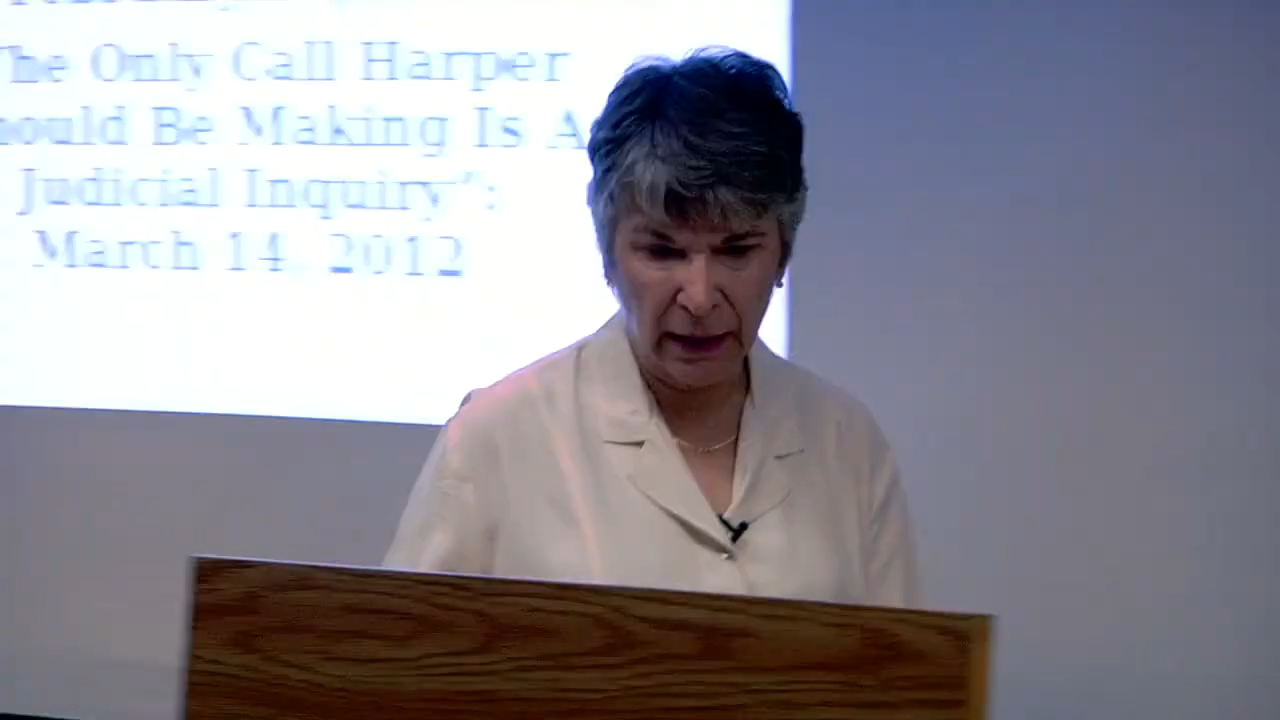 The Only Call Harper
hould Be Making Is A
Judicial Inquiry":
March 14, 2012